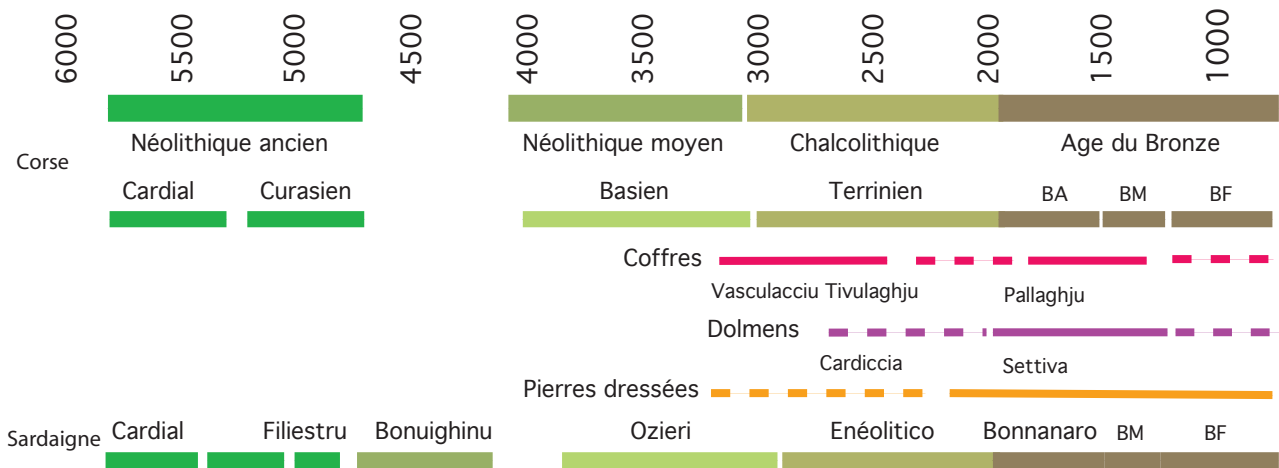 6000 5500 5000 4500 4000 3500 3000 2500 2000 1500 1000
Néolithique ancien Néolithique moyen Chalcolithique Age du Bronze
Corse
Cardial Curasien Basien Terrinien BA BM BF
Coffres
Vasculacciu Tivulaghju Pallaghju
Dolmens
Cardiccia Settiva
Pierres dressées
Sardaigne Cardial Filiestru Bonuighinu Ozieri Enéolitico Bonnanaro BM BF